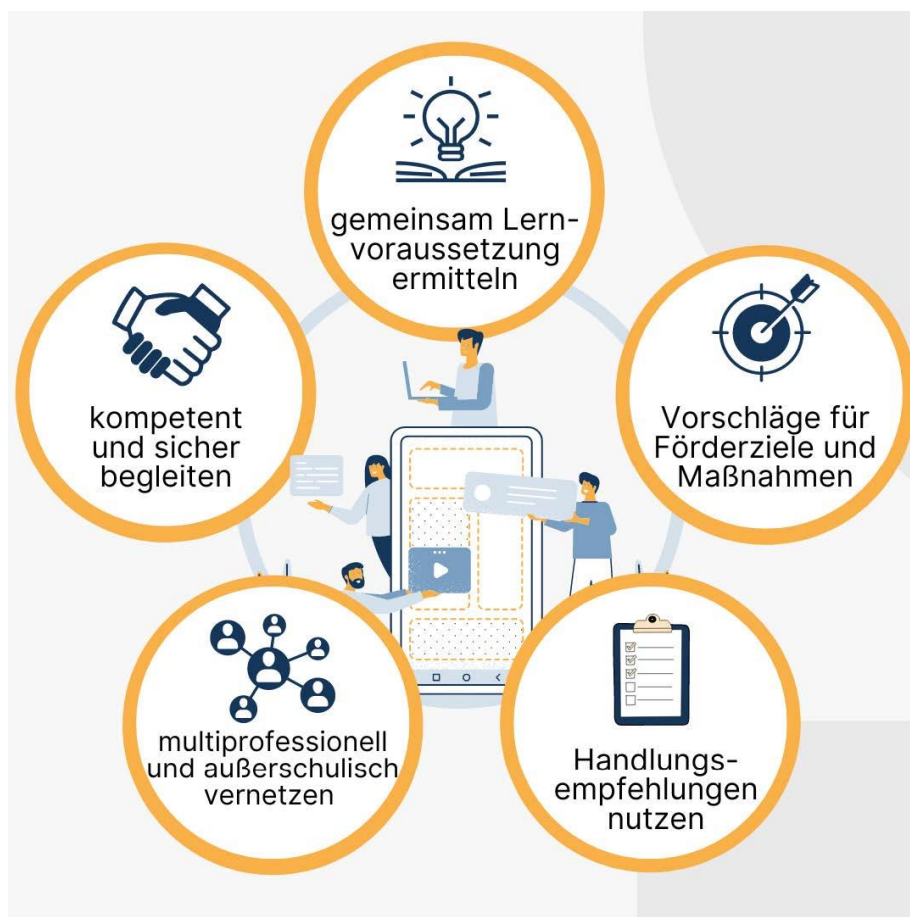 gemeinsam Lern-
voraussetzung
ermitteln
Vorschläge für
Förderziele und
Maßnahmen
Handlungs-
empfehlungen
nutzen
multiprofessionell
und außerschulisch
vernetzen
kompetent
und sicher
begleiten